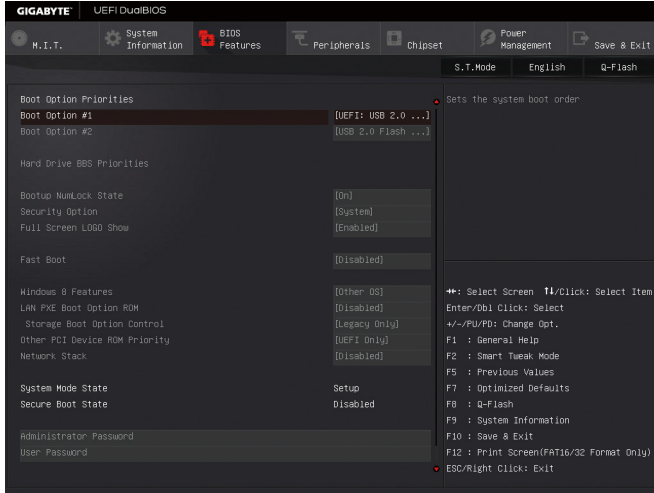 GIGABYTE™ UEFI DualBIOS
M.I.T.
System Information
BIOS Features
Peripherals
Chipset
Power Management
Save & Exit
S.T.Mode English Q-Flash
Boot Option Priorities
Boot Option #1 [UEFI: USB 2.0 ...]
Boot Option #2 [USB 2.0 Flash ...]
Hard Drive BBS Priorities
Bootup NumLock State [On]
Security Option [System]
Full Screen LOGO Show [Enabled]
Fast Boot [Disabled]
Windows 8 Features [Other OS]
LAN PXE Boot Option ROM [Disabled]
Storage Boot Option Control [Legacy Only]
Other PCI Device ROM Priority [UEFI Only]
Network Stack [Disabled]
System Mode State Setup
Secure Boot State Disabled
Administrator Password
User Password
Sets the system boot order
→←: Select Screen ↑↓/Click: Select Item
Enter/Dbl Click: Select
+/-/PU/PD: Change Opt.
F1 : General Help
F2 : Smart Tweak Mode
F5 : Previous Values
F7 : Optimized Defaults
F8 : Q-Flash
F9 : System Information
F10 : Save & Exit
F12 : Print Screen(FAT16/32 Format Only)
ESC/Right Click: Exit